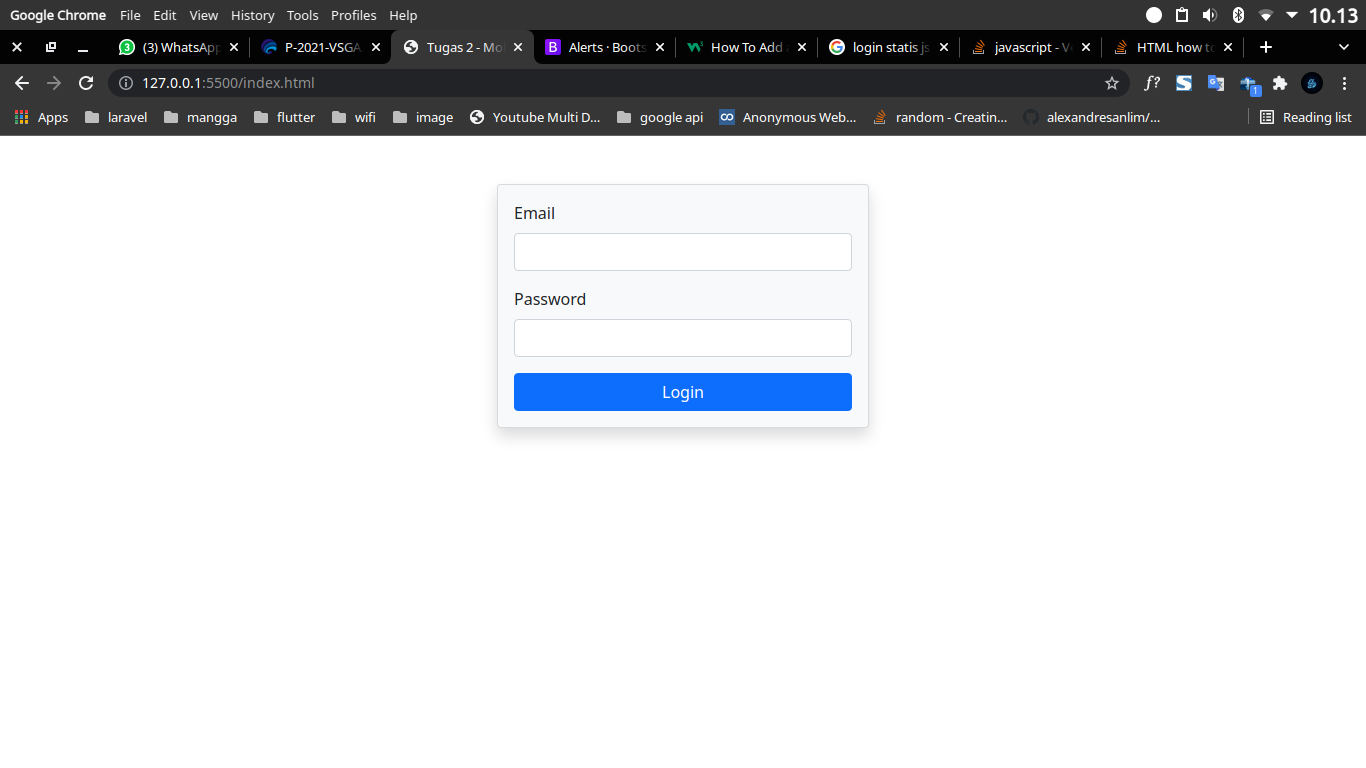 Google Chrome File Edit View History Tools Profiles Help 10.13
3 (3) WhatsApp P-2021-VSGA Tugas 2 - Mo B Alerts · Boots How To Add login statis js javascript - HTML how to
127.0.0.1:5500/index.html ƒ? S 1
Apps laravel mangga flutter wifi image Youtube Multi D... google api Anonymous Web... random - Creatin... alexandresanlim/... Reading list
Email
Password
Login